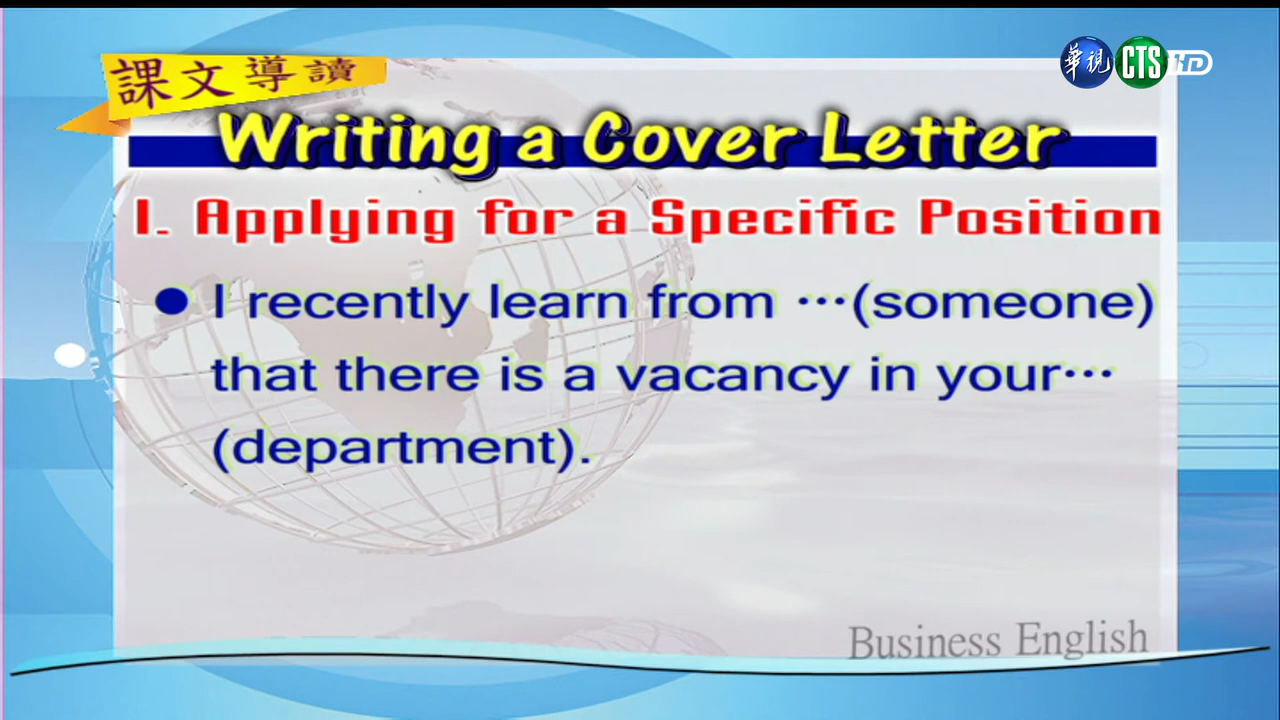 課文導讀
華視 CTS HD
Writing a Cover Letter
I. Applying for a Specific Position
● I recently learn from ⋯(someone)
that there is a vacancy in your⋯
(department).
Business English